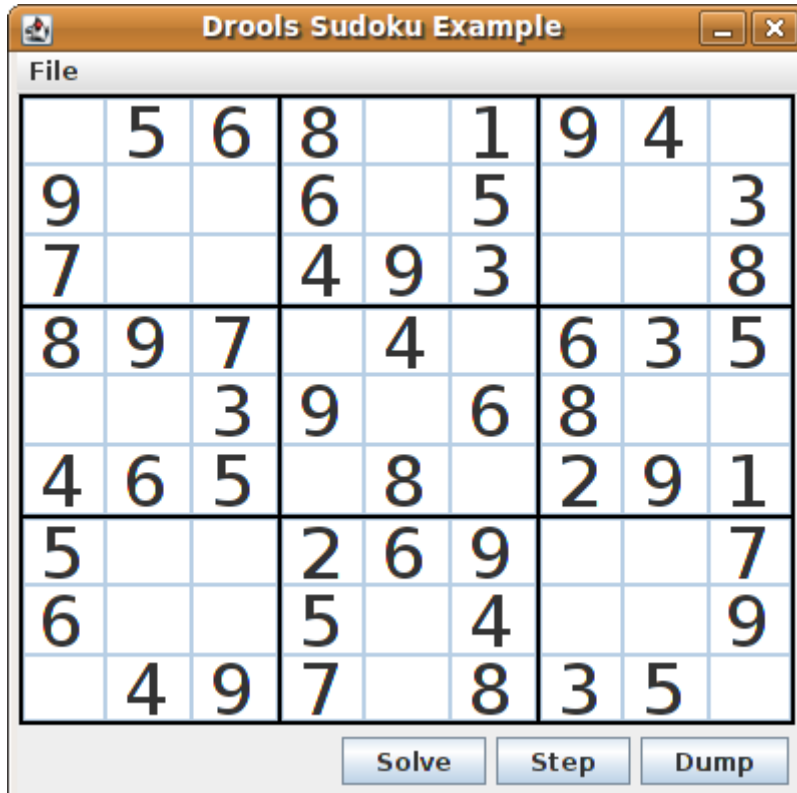 Drools Sudoku Example
File
5 6 8 1 9 4
9 6 5 3
7 4 9 3 8
8 9 7 4 6 3 5
3 9 6 8
4 6 5 8 2 9 1
5 2 6 9 7
6 5 4 9
4 9 7 8 3 5
Solve Step Dump